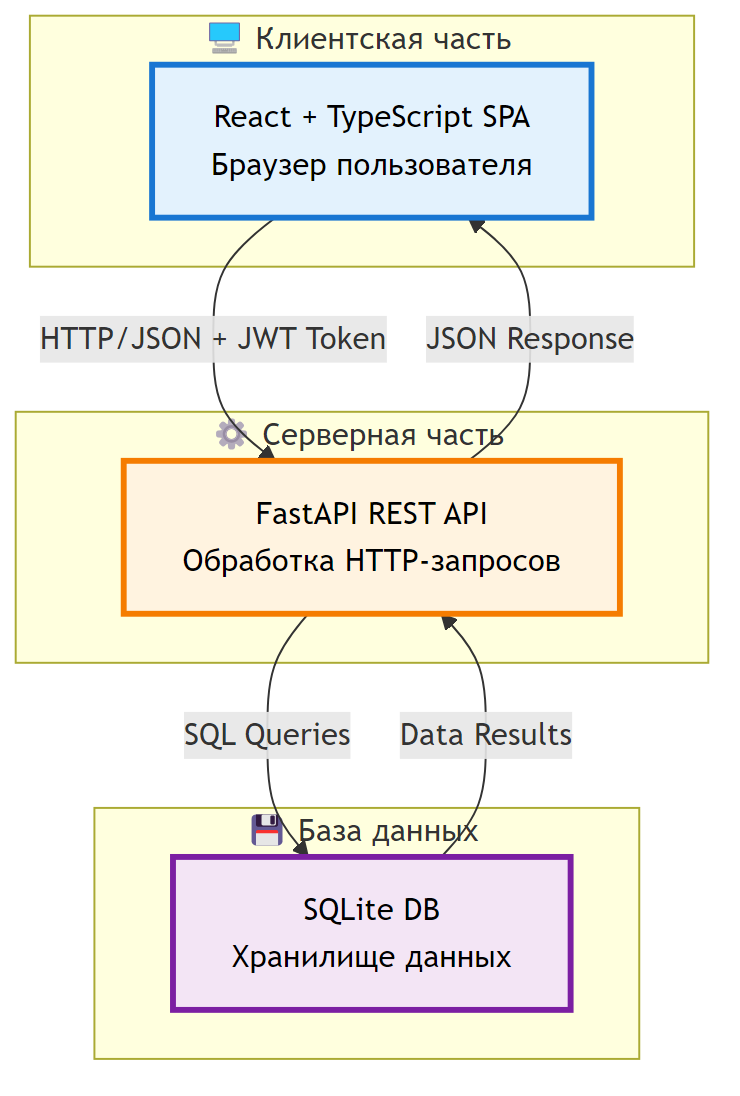 Клиентская часть
React + TypeScript SPA
Браузер пользователя
HTTP/JSON + JWT Token
JSON Response
Серверная часть
FastAPI REST API
Обработка HTTP-запросов
SQL Queries
Data Results
База данных
SQLite DB
Хранилище данных